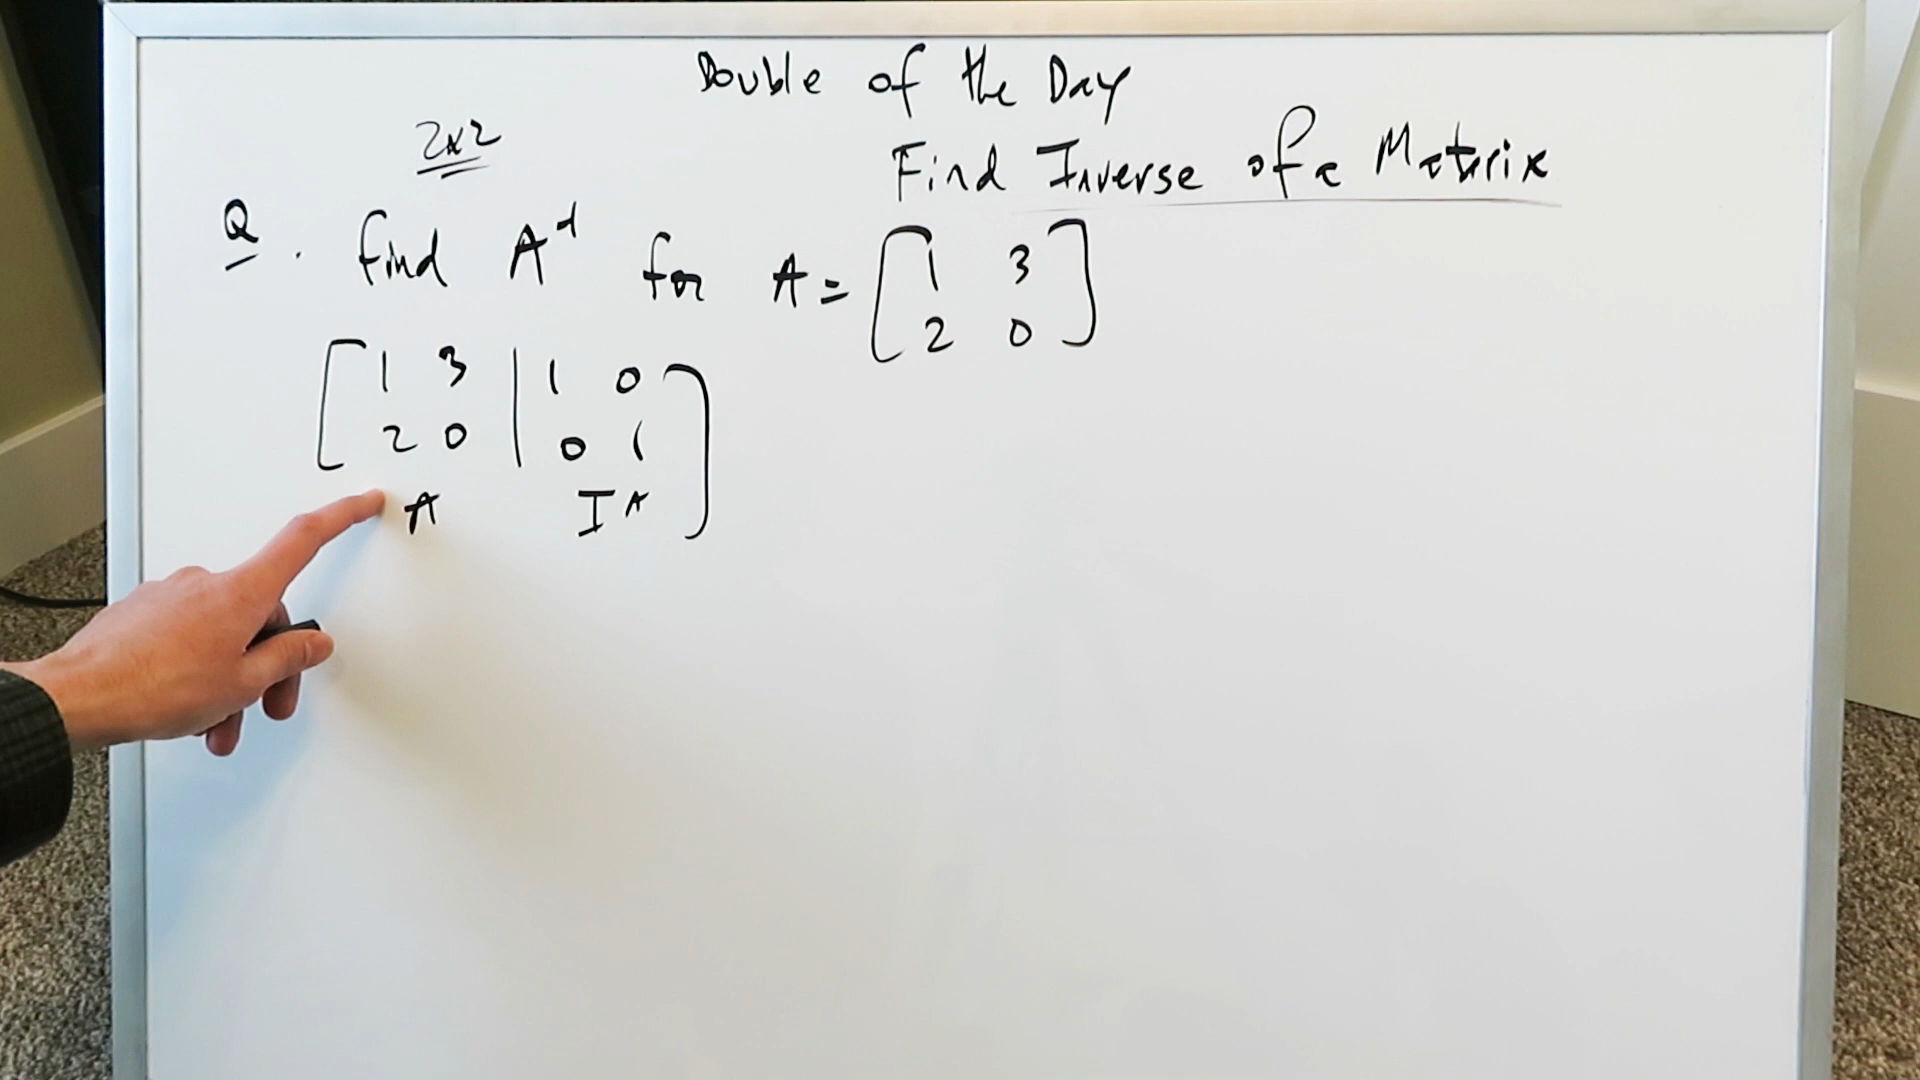 Double of the Day
2x2
Find Inverse of a Matrix
Q. Find A⁻¹ for A = [1 3
2 0]
[1 3 | 1 0
2 0 | 0 1]
A I A